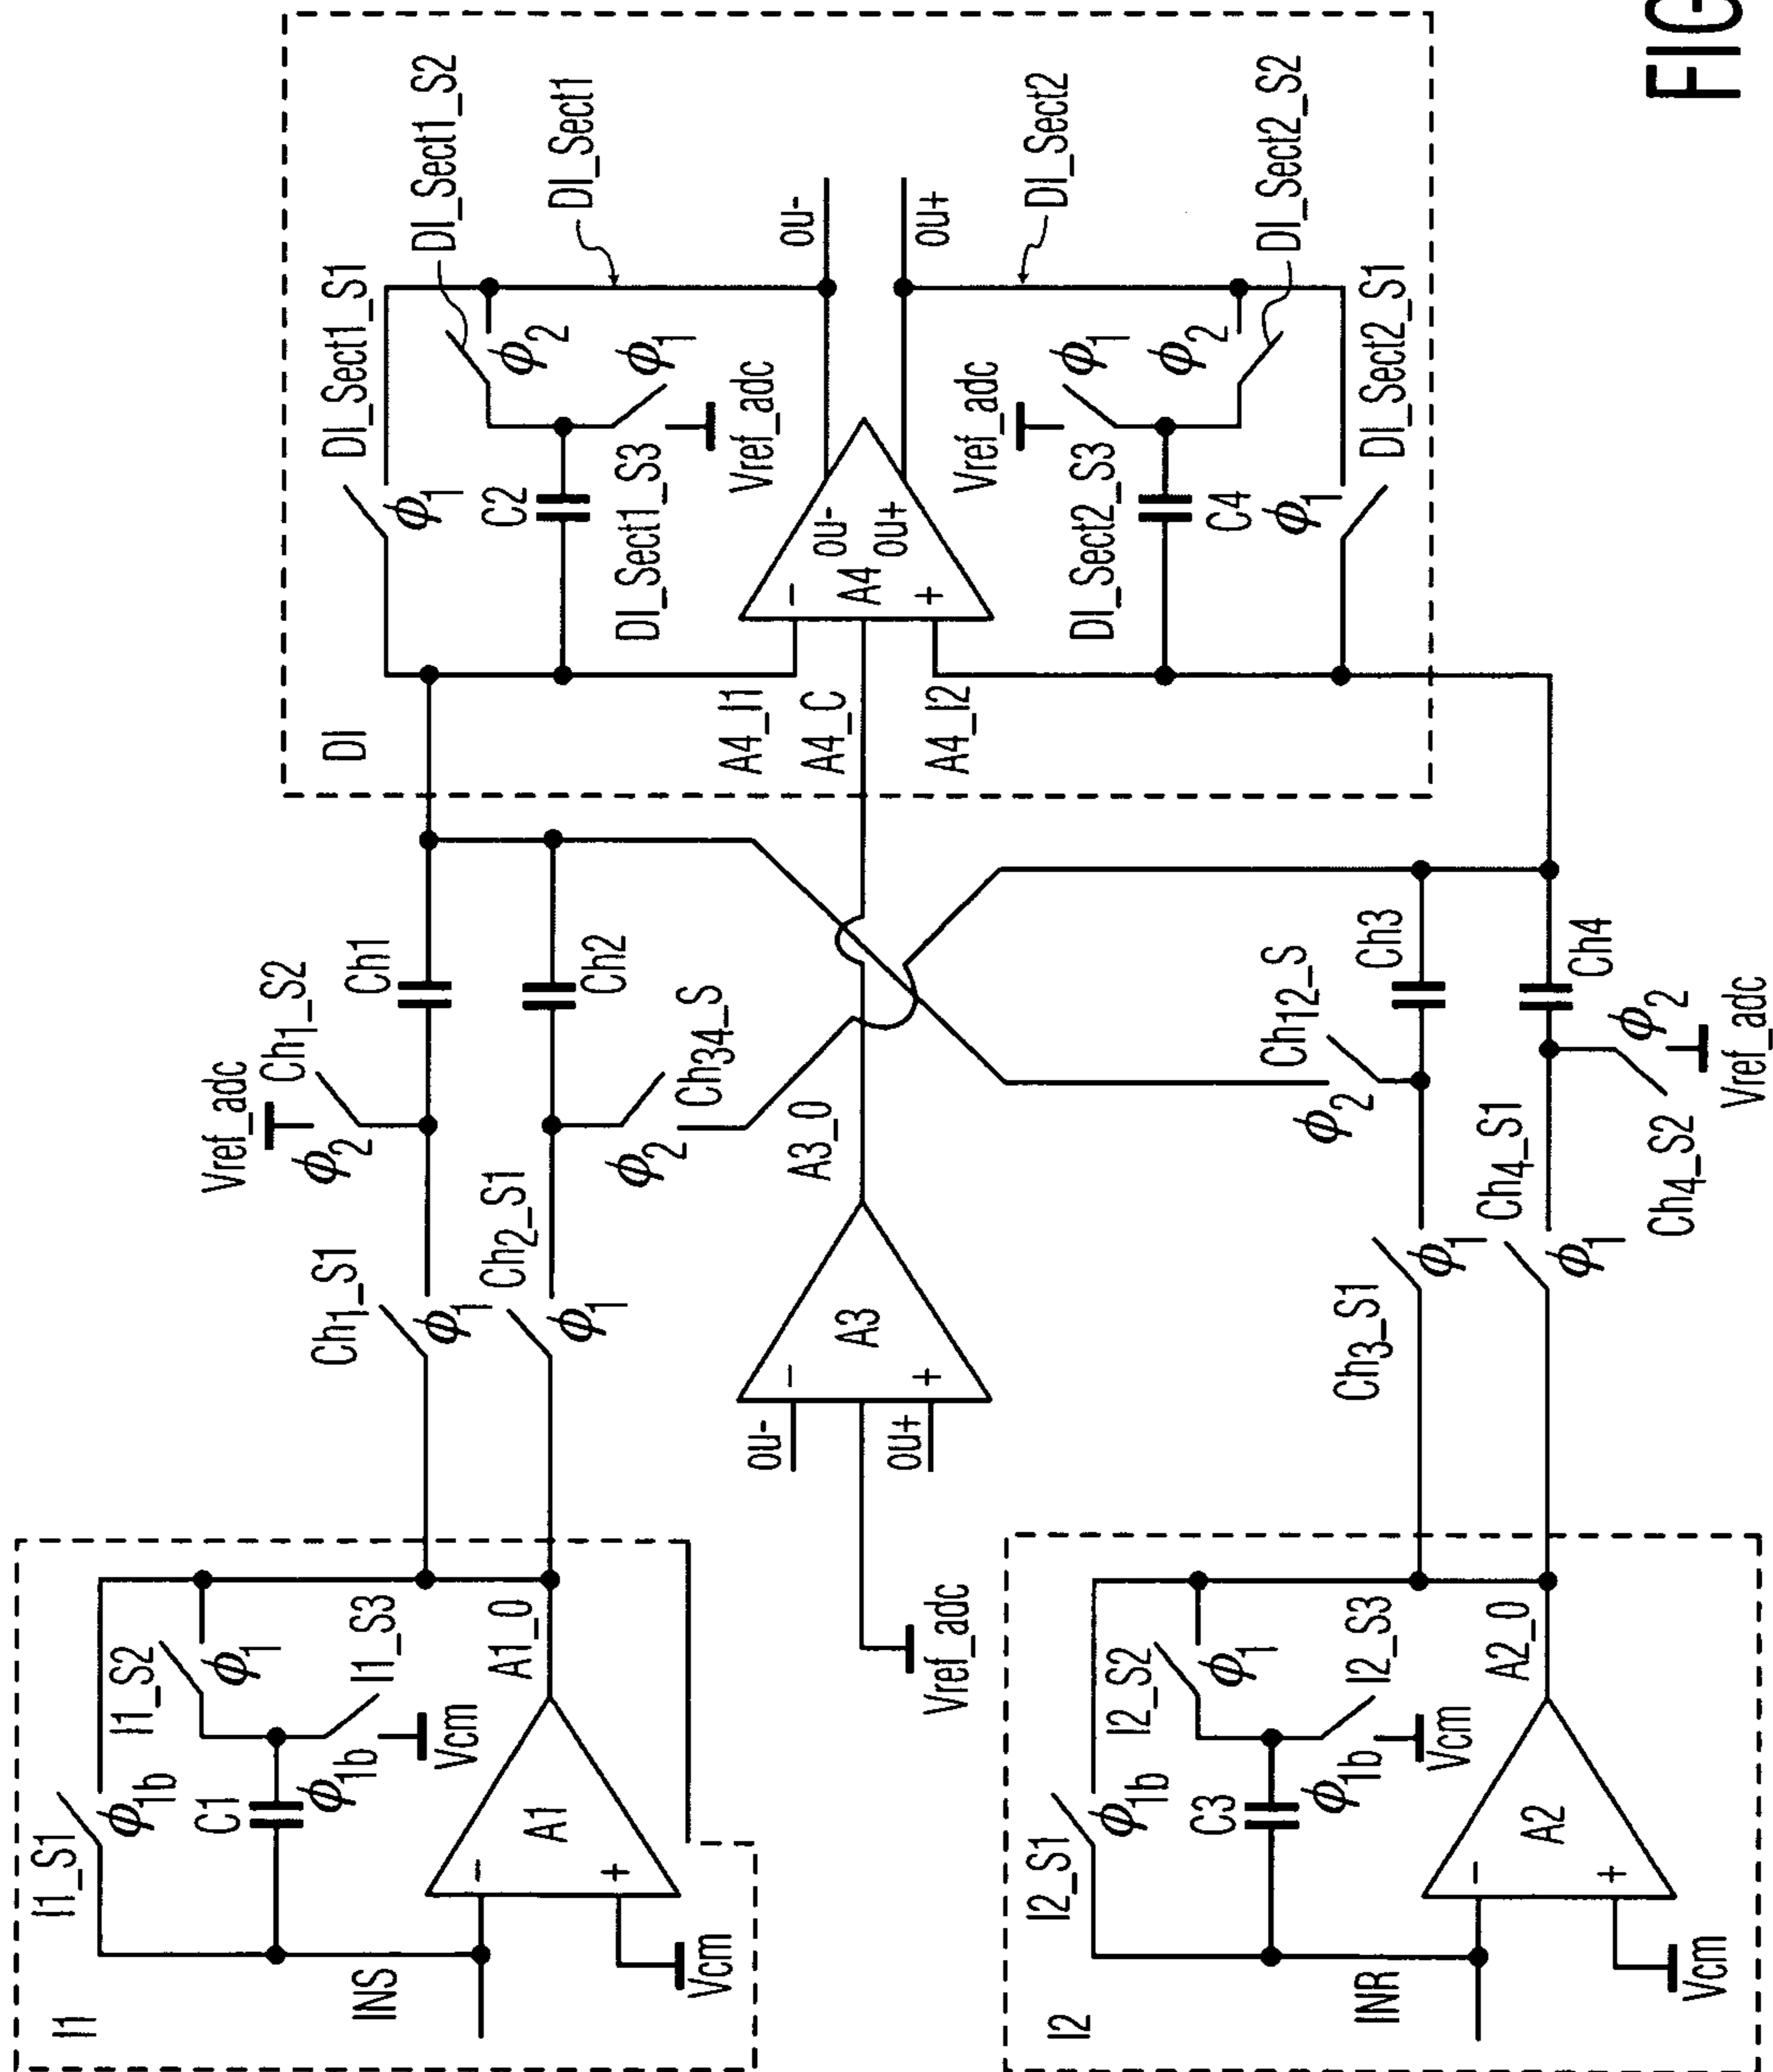 I1
I1_S1
ϕ1b
I1_S2
ϕ1
C1
ϕ1b
I1_S3
Vcm
INS
A1
A1_O
−
+
Vcm
Ch1_S1
ϕ1
Ch2_S1
ϕ1
Vref_adc
ϕ2
Ch1_S2
Ch1
Ch2
ϕ2
Ch34_S
ou-
ou+
−
+
A3
A3_O
Vref_adc
I2
I2_S1
ϕ1b
I2_S2
ϕ1
C3
ϕ1b
I2_S3
Vcm
INR
A2
A2_O
−
+
Vcm
Ch3_S1
ϕ1
Ch4_S1
ϕ1
ϕ2
Ch12_S
Ch3
Ch4
ϕ2
Ch4_S2
Vref_adc
DI
DI_Sect1_S1
ϕ1
DI_Sect1_S2
ϕ2
C2
ϕ1
DI_Sect1_S3
Vref_adc
DI_Sect1
A4_I1
A4_C
A4_I2
−
A4
+
ou-
ou+
ou-
ou+
DI_Sect2
Vref_adc
ϕ1
DI_Sect2_S3
ϕ2
C4
DI_Sect2_S2
ϕ1
DI_Sect2_S1
FIG